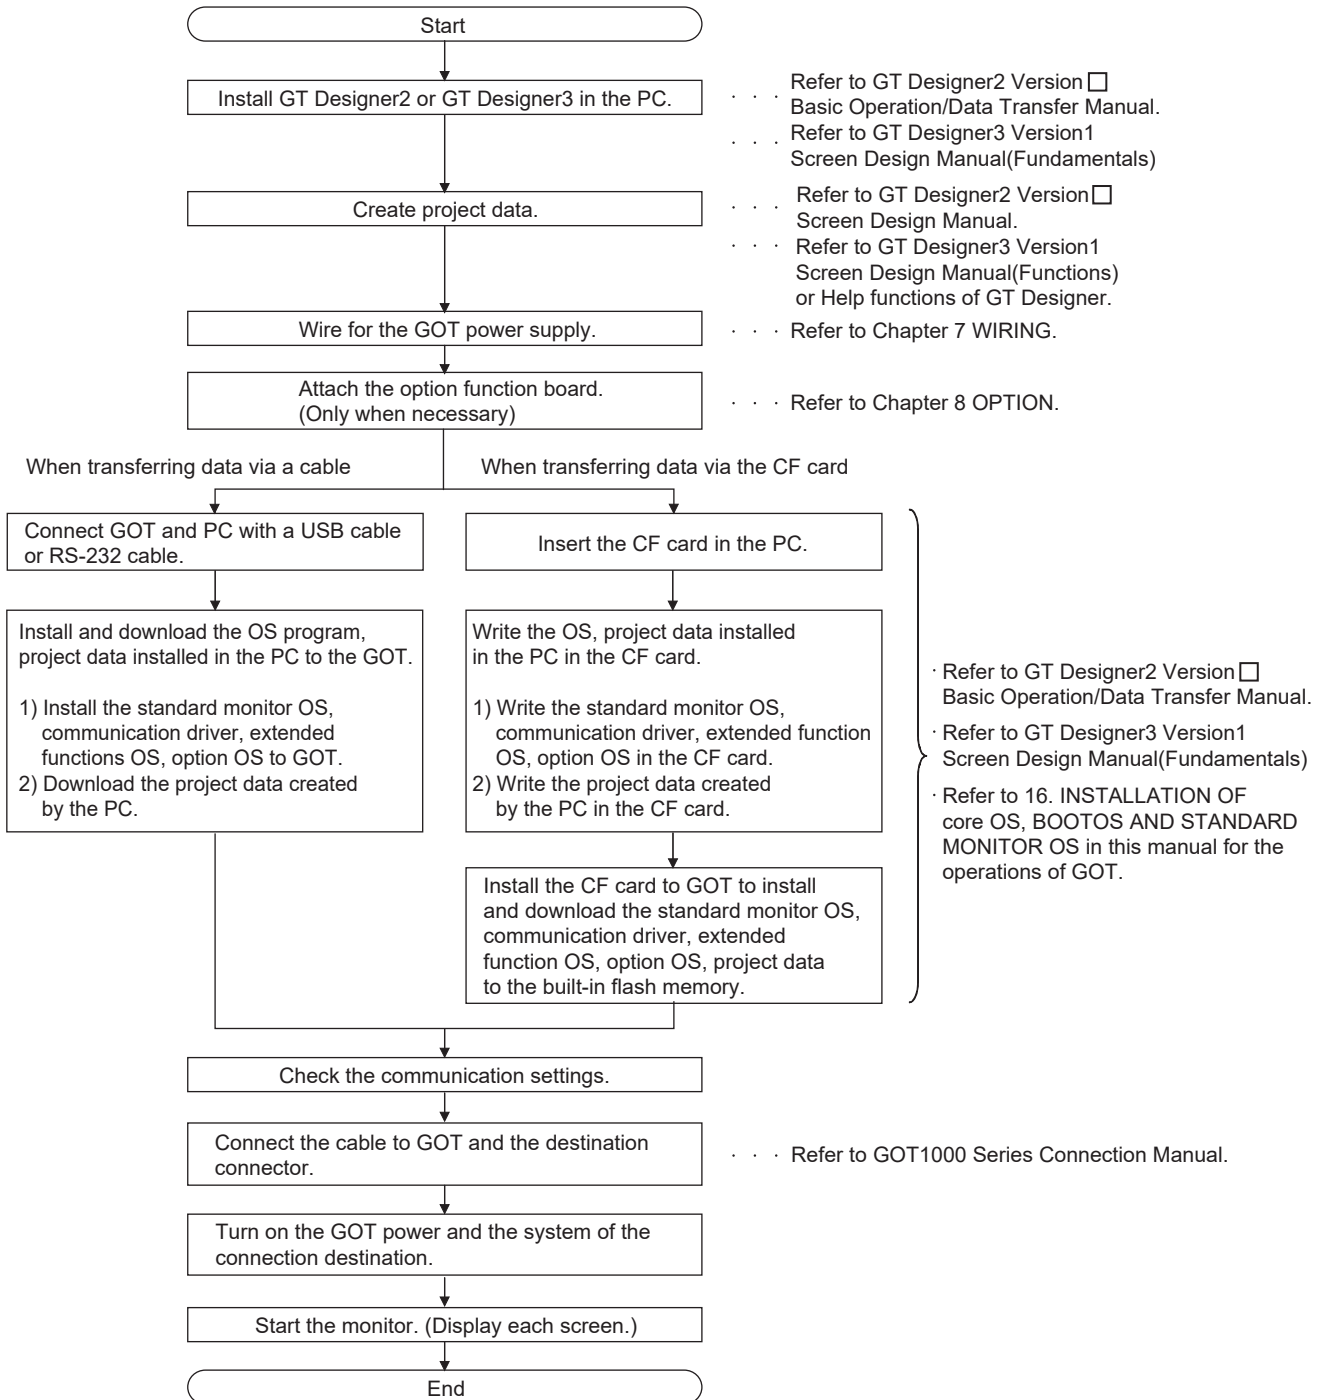 Start
Install GT Designer2 or GT Designer3 in the PC.
· · · Refer to GT Designer2 Version □
Basic Operation/Data Transfer Manual.
· · · Refer to GT Designer3 Version1
Screen Design Manual(Fundamentals)
Create project data.
· · · Refer to GT Designer2 Version □
Screen Design Manual.
· · · Refer to GT Designer3 Version1
Screen Design Manual(Functions)
or Help functions of GT Designer.
Wire for the GOT power supply.
· · · Refer to Chapter 7 WIRING.
Attach the option function board.
(Only when necessary)
· · · Refer to Chapter 8 OPTION.
When transferring data via a cable
When transferring data via the CF card
Connect GOT and PC with a USB cable
or RS-232 cable.
Install and download the OS program,
project data installed in the PC to the GOT.
1) Install the standard monitor OS,
communication driver, extended
functions OS, option OS to GOT.
2) Download the project data created
by the PC.
Insert the CF card in the PC.
Write the OS, project data installed
in the PC in the CF card.
1) Write the standard monitor OS,
communication driver, extended function
OS, option OS in the CF card.
2) Write the project data created
by the PC in the CF card.
Install the CF card to GOT to install
and download the standard monitor OS,
communication driver, extended
function OS, option OS, project data
to the built-in flash memory.
· Refer to GT Designer2 Version □
Basic Operation/Data Transfer Manual.
· Refer to GT Designer3 Version1
Screen Design Manual(Fundamentals)
· Refer to 16. INSTALLATION OF
core OS, BOOTOS AND STANDARD
MONITOR OS in this manual for the
operations of GOT.
Check the communication settings.
Connect the cable to GOT and the destination
connector.
· · · Refer to GOT1000 Series Connection Manual.
Turn on the GOT power and the system of the
connection destination.
Start the monitor. (Display each screen.)
End